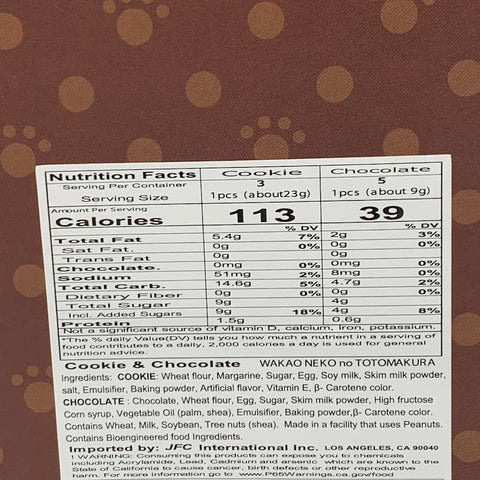 Nutrition Facts Cookie Chocolate
Serving Per Container 3 5
Serving Size 1pcs (about23g) 1pcs (about 9g)
Amount Per Serving
Calories 113 39
% DV % DV
Total Fat 5.4g 7% 2g 3%
Sat Fat. 0g 0% 0g 0%
Trans Fat 0g 0g
Chocolate. 0mg 0% 0mg 0%
Sodium 51mg 2% 8mg 0%
Total Carb. 14.6g 5% 4.7g 2%
Dietary Fiber 0g 0% 0g 0%
Total Sugar 9g 4g
Incl. Added Sugars 9g 18% 4g 8%
Protein 1.5g 0.6g
Not a significant source of vitamin D, calcium, iron, potassium.
*The % daily Value(DV) tells you how much a nutrient in a serving of
food contributes to a daily, 2,000 calories a day is used for general
nutrition advice.
Cookie & Chocolate WAKAO NEKO no TOTOMAKURA
Ingredients: COOKIE: Wheat flour, Margarine, Sugar, Egg, Soy milk, Skim milk powder,
salt, Emulsifier, Baking powder, Artificial flavor, Vitamin E, β- Carotene color.
CHOCOLATE : Chocolate, Wheat flour, Egg, Sugar, Skim milk powder, High fructose
Corn syrup, Vegetable Oil (palm, shea), Emulsifier, Baking powder,β- Carotene color.
Contains Wheat, Milk, Soybean, Tree nuts (shea). Made in a facility that uses Peanuts.
Contains Bioengineered food Ingredients.
Imported by: JFC International Inc. LOS ANGELES, CA 90040
! WARNING: Consuming this products can expose you to chemicals
including Acrylamide, Lead, Cadmium and arsenic which are known to the
State of California to cause cancer, birth defects or other reproductive
harm. For more information go to www.P65Warnings.ca.gov/food